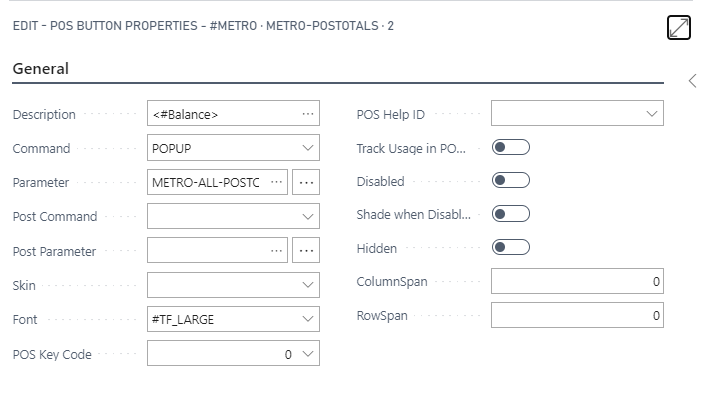 EDIT - POS BUTTON PROPERTIES - #METRO · METRO-POSTOTALS · 2
General
Description <#Balance> ...
Command POPUP
Parameter METRO-ALL-POSTC ... ...
Post Command
Post Parameter ... ...
Skin
Font #TF_LARGE
POS Key Code 0
POS Help ID
Track Usage in PO...
Disabled
Shade when Disabl...
Hidden
ColumnSpan 0
RowSpan 0